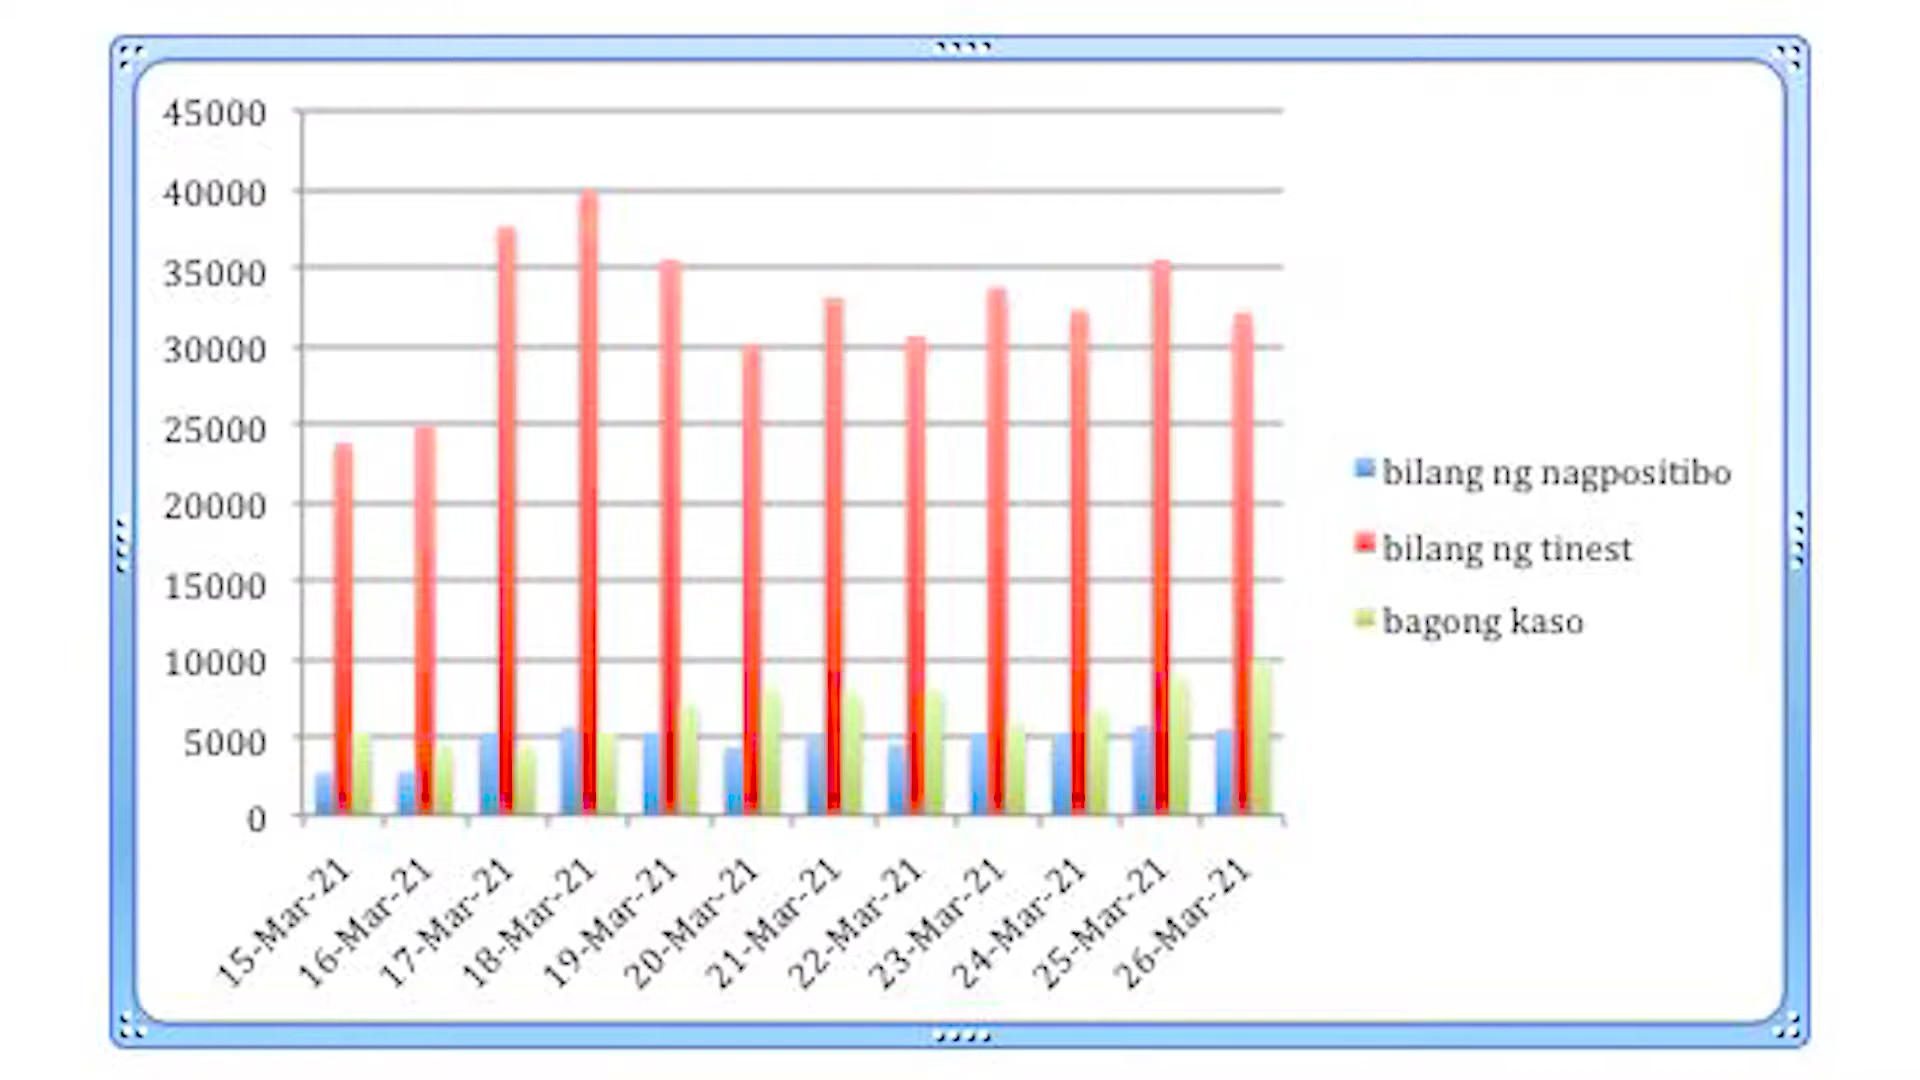 45000
40000
35000
30000
25000
20000
15000
10000
5000
0
15-Mar-21
16-Mar-21
17-Mar-21
18-Mar-21
19-Mar-21
20-Mar-21
21-Mar-21
22-Mar-21
23-Mar-21
24-Mar-21
25-Mar-21
26-Mar-21
bilang ng nagpositibo
bilang ng tinest
bagong kaso